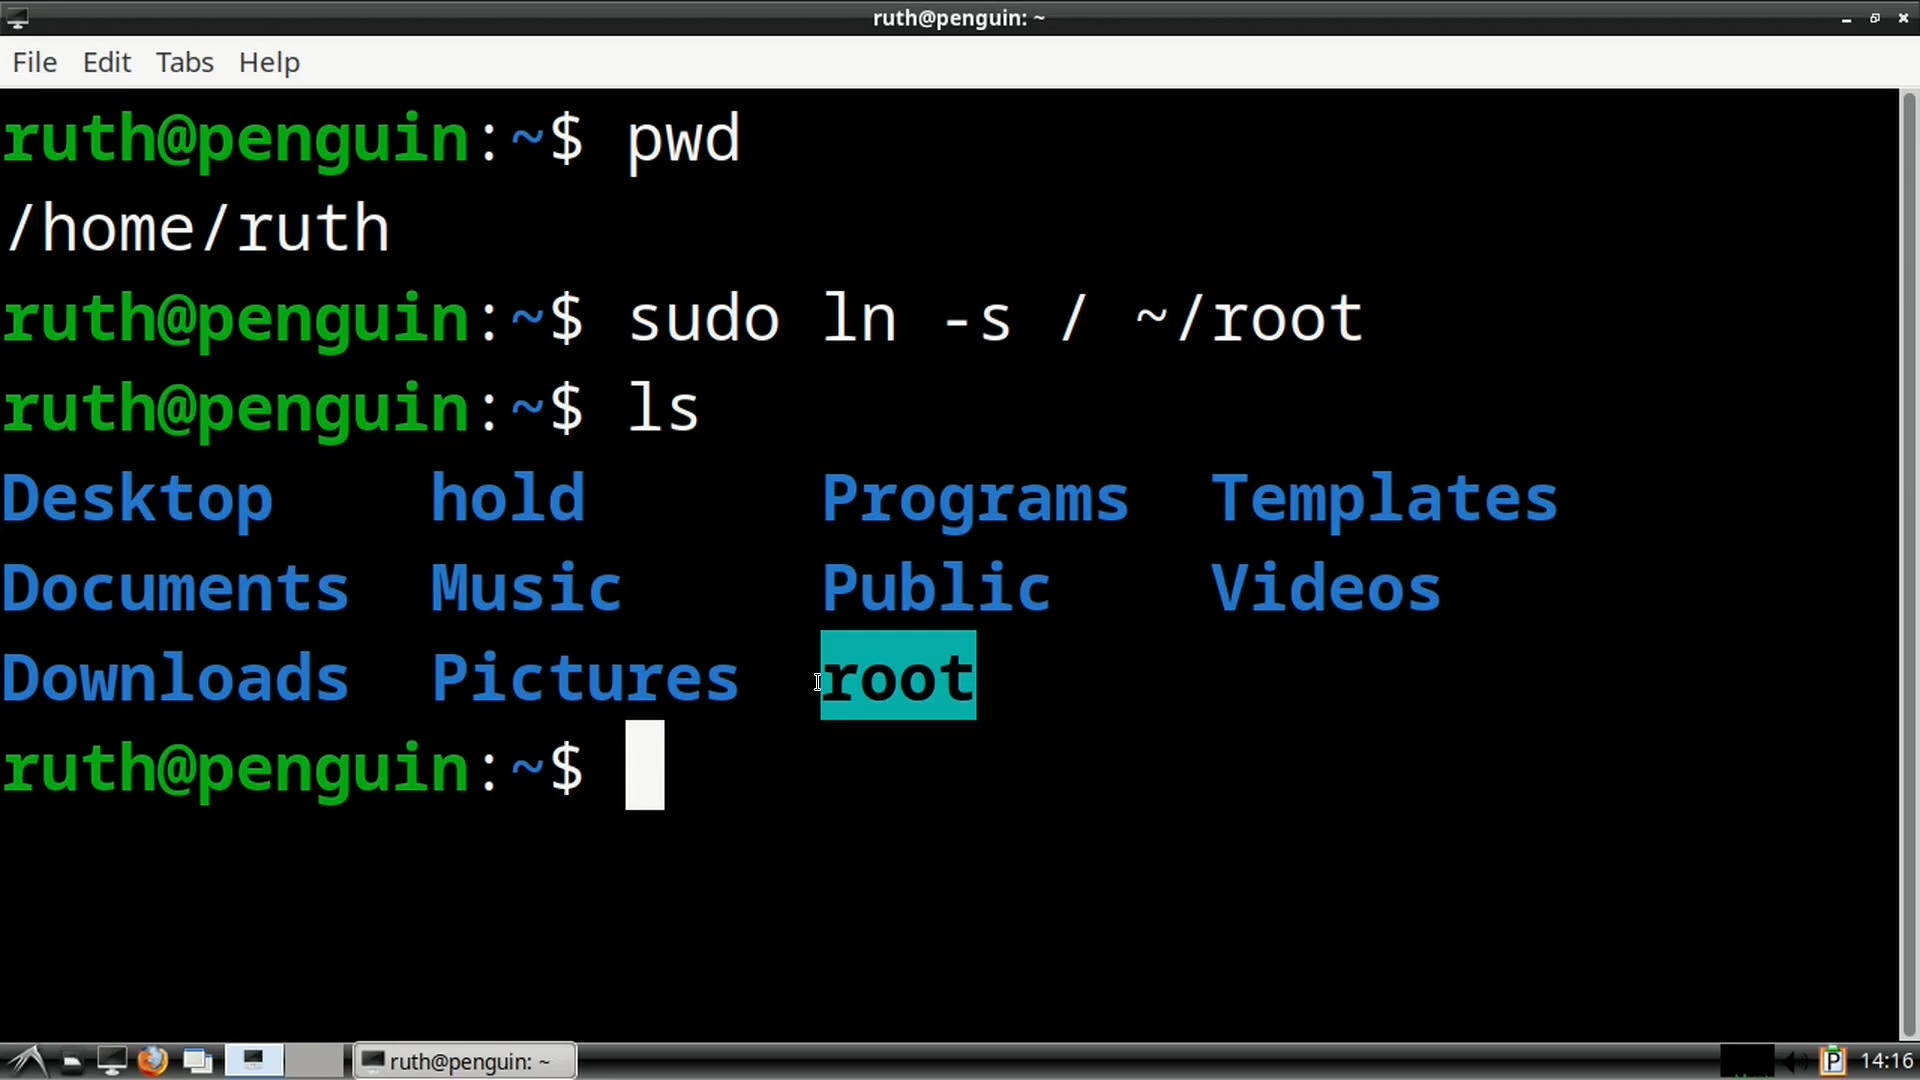 ruth@penguin: ~
File Edit Tabs Help
ruth@penguin:~$ pwd
/home/ruth
ruth@penguin:~$ sudo ln -s / ~/root
ruth@penguin:~$ ls
Desktop hold Programs Templates
Documents Music Public Videos
Downloads Pictures root
ruth@penguin:~$
ruth@penguin: ~
P
14:16